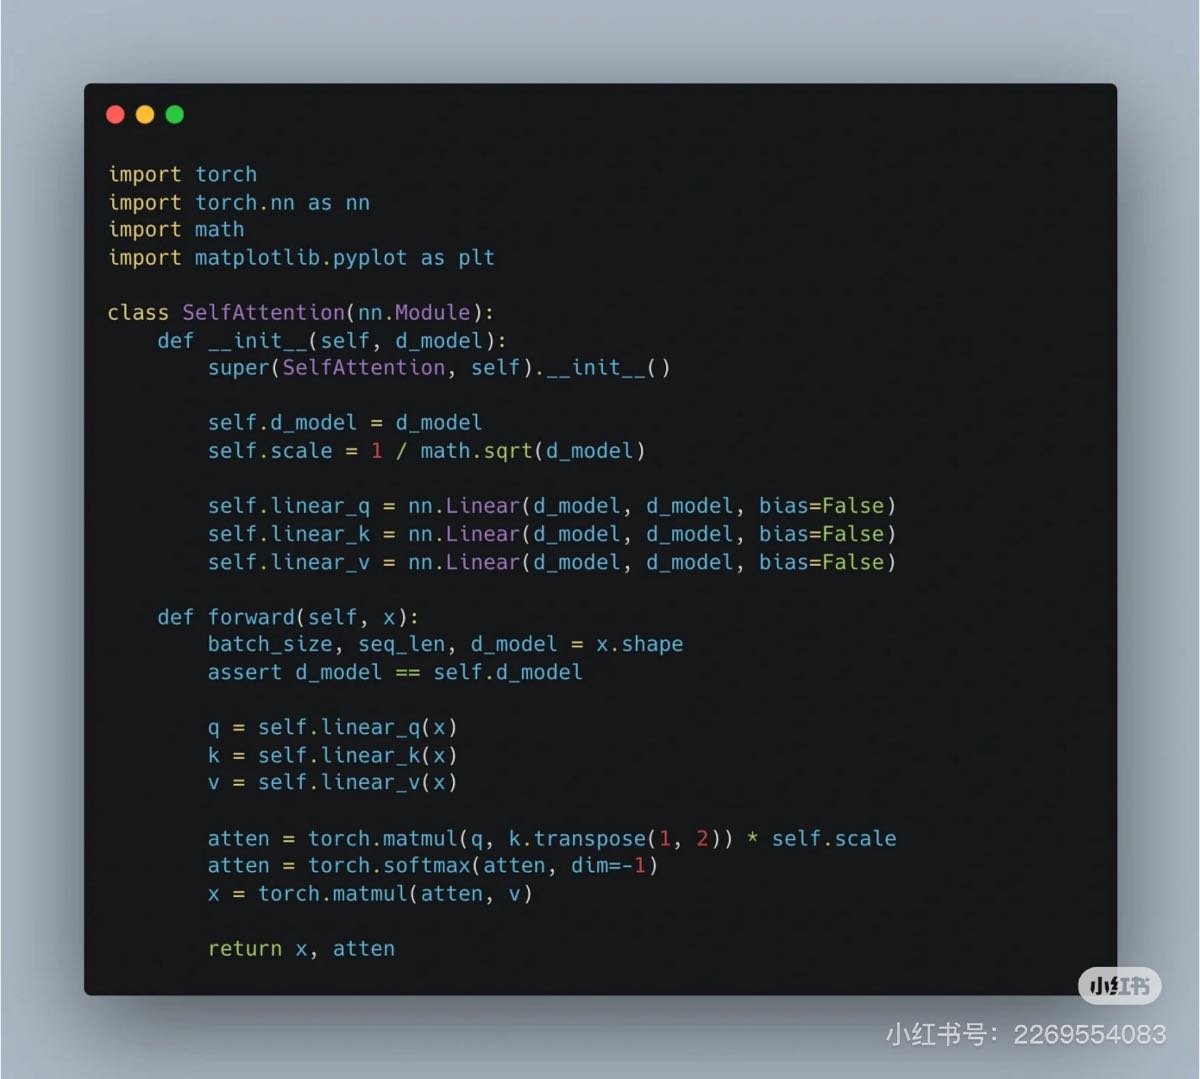 import torch
import torch.nn as nn
import math
import matplotlib.pyplot as plt

class SelfAttention(nn.Module):
    def __init__(self, d_model):
        super(SelfAttention, self).__init__()

        self.d_model = d_model
        self.scale = 1 / math.sqrt(d_model)

        self.linear_q = nn.Linear(d_model, d_model, bias=False)
        self.linear_k = nn.Linear(d_model, d_model, bias=False)
        self.linear_v = nn.Linear(d_model, d_model, bias=False)

    def forward(self, x):
        batch_size, seq_len, d_model = x.shape
        assert d_model == self.d_model

        q = self.linear_q(x)
        k = self.linear_k(x)
        v = self.linear_v(x)

        atten = torch.matmul(q, k.transpose(1, 2)) * self.scale
        atten = torch.softmax(atten, dim=-1)
        x = torch.matmul(atten, v)

        return x, atten
小红书
小红书号：2269554083